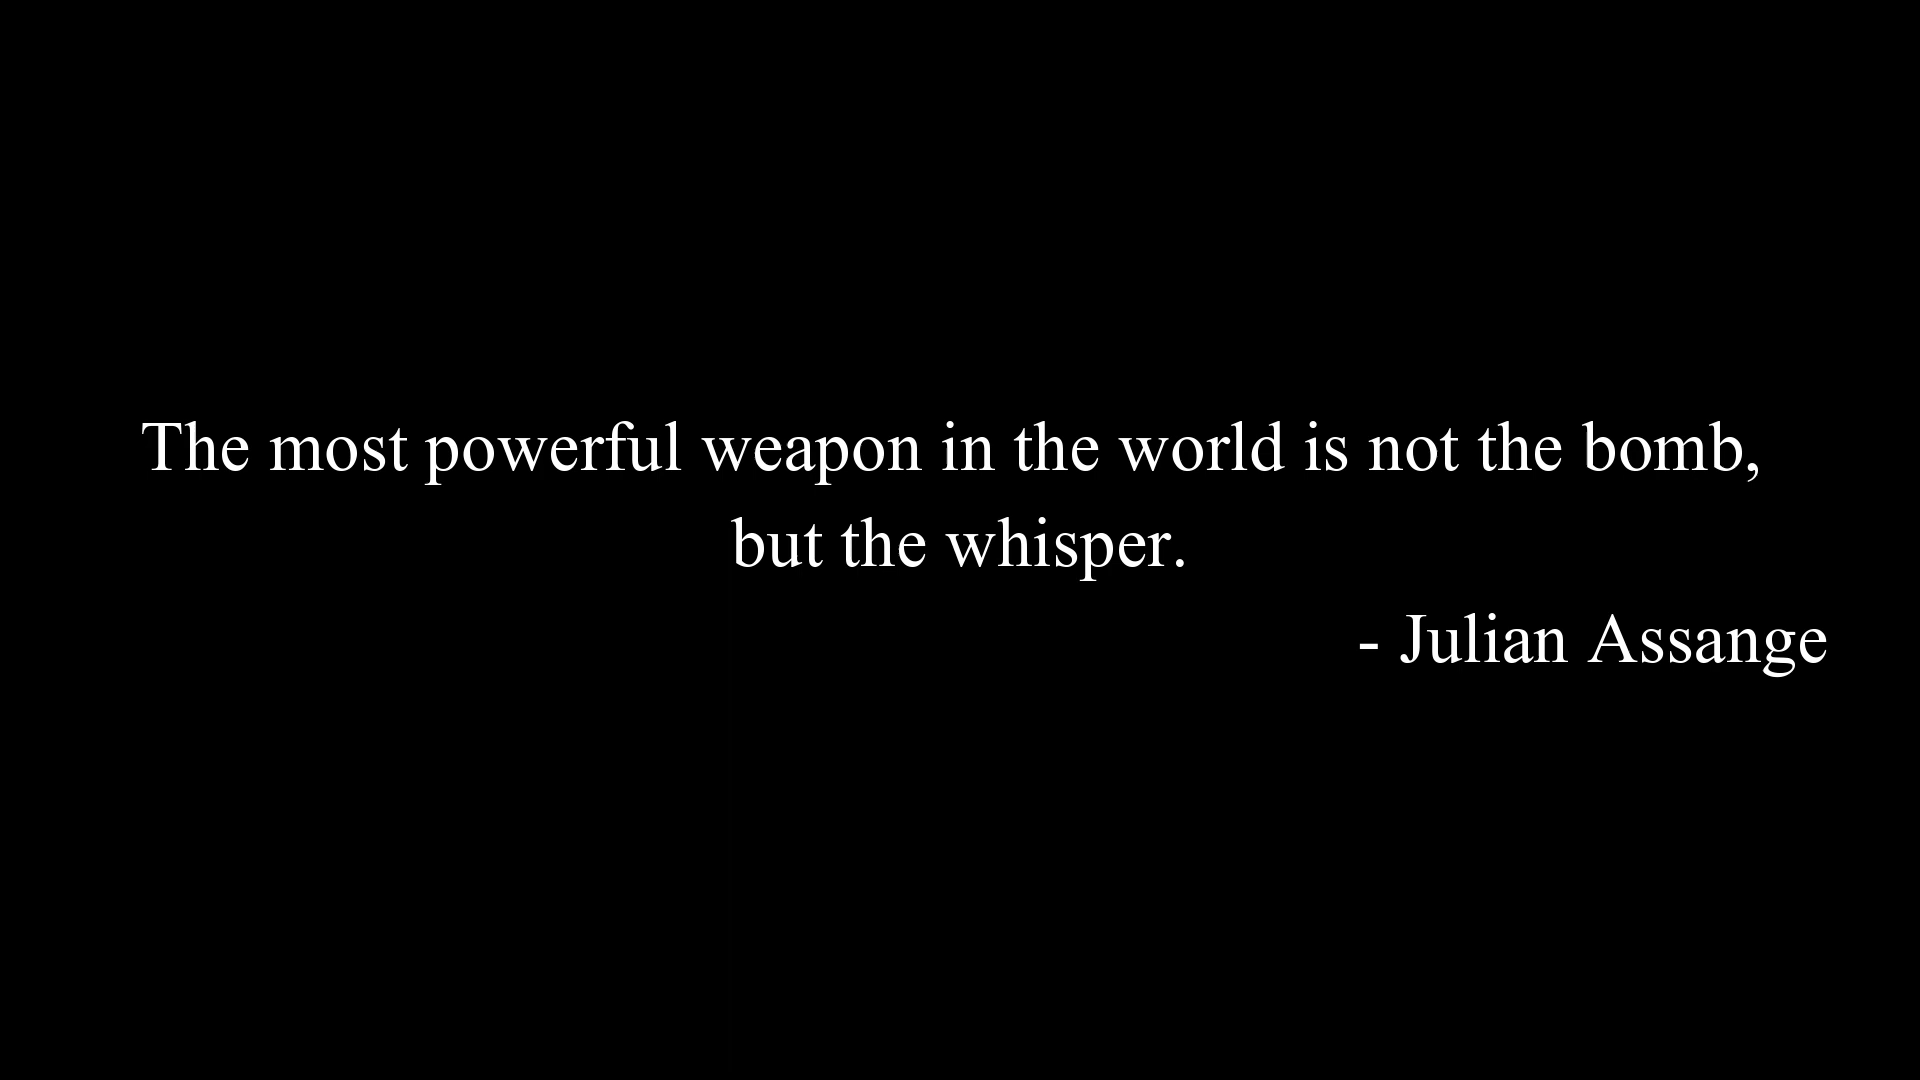 The most powerful weapon in the world is not the bomb,
but the whisper.
- Julian Assange